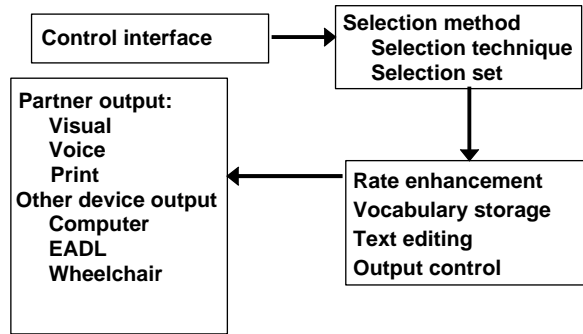 Control interface
Selection method
Selection technique
Selection set
Rate enhancement
Vocabulary storage
Text editing
Output control
Partner output:
Visual
Voice
Print
Other device output
Computer
EADL
Wheelchair